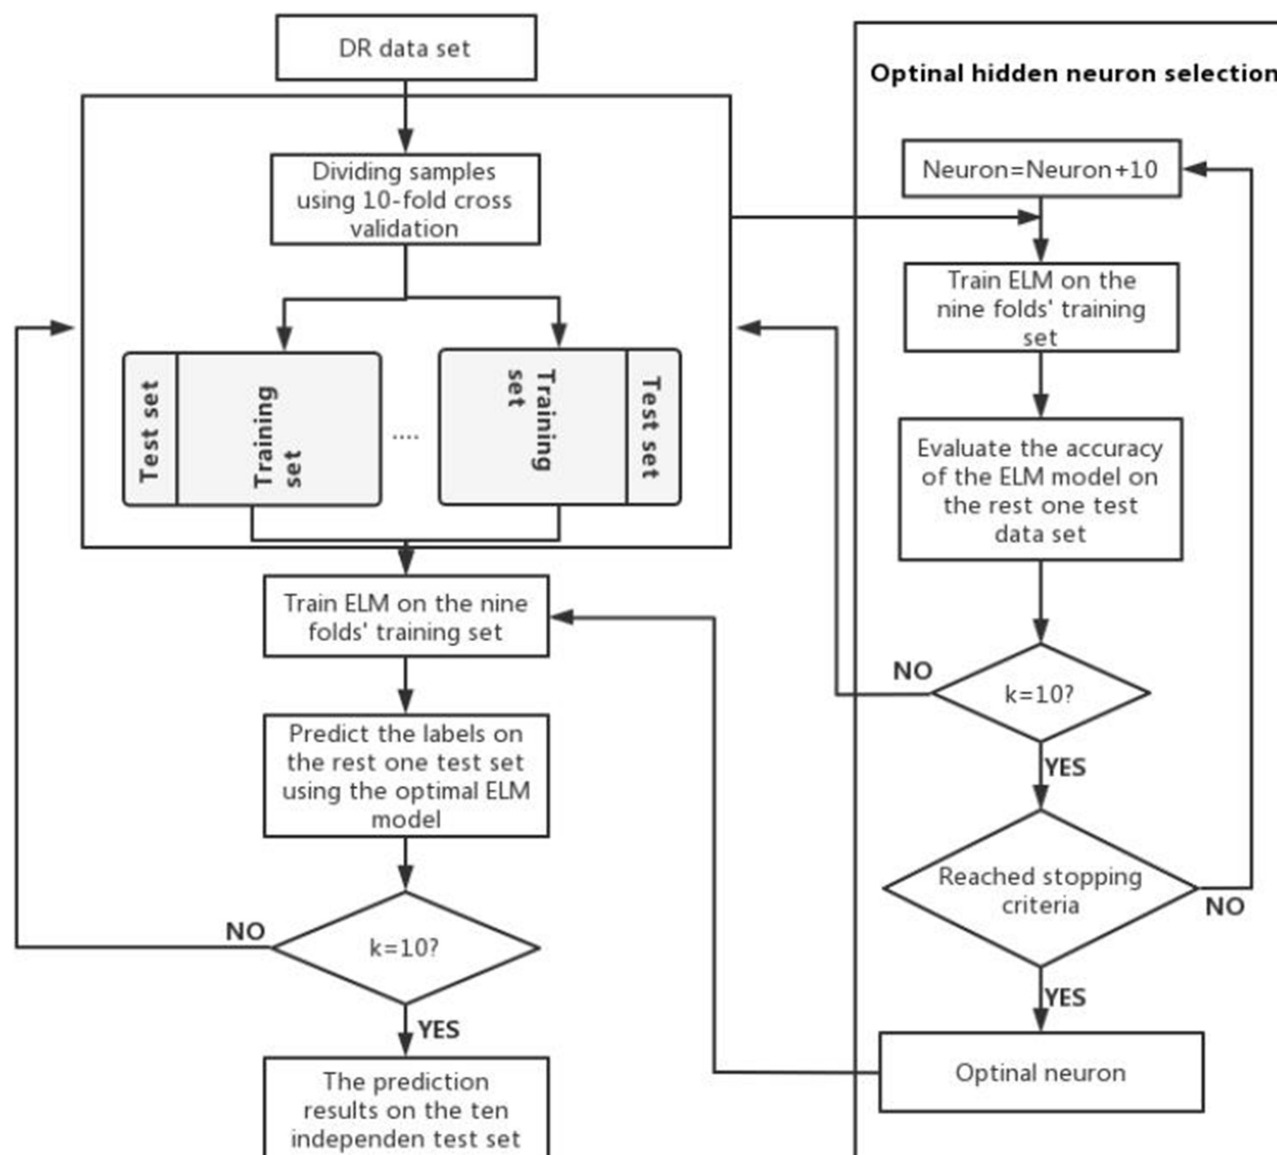 DR data set
Dividing samples
using 10-fold cross
validation
Test set
Training
set
....
Training
set
Test set
Train ELM on the nine
folds' training set
Predict the labels on
the rest one test set
using the optimal ELM
model
NO
k=10?
YES
The prediction
results on the ten
independen test set
Optinal hidden neuron selection
Neuron=Neuron+10
Train ELM on the
nine folds' training
set
Evaluate the accuracy
of the ELM model on
the rest one test
data set
NO
k=10?
YES
Reached stopping
criteria
NO
YES
Optinal neuron